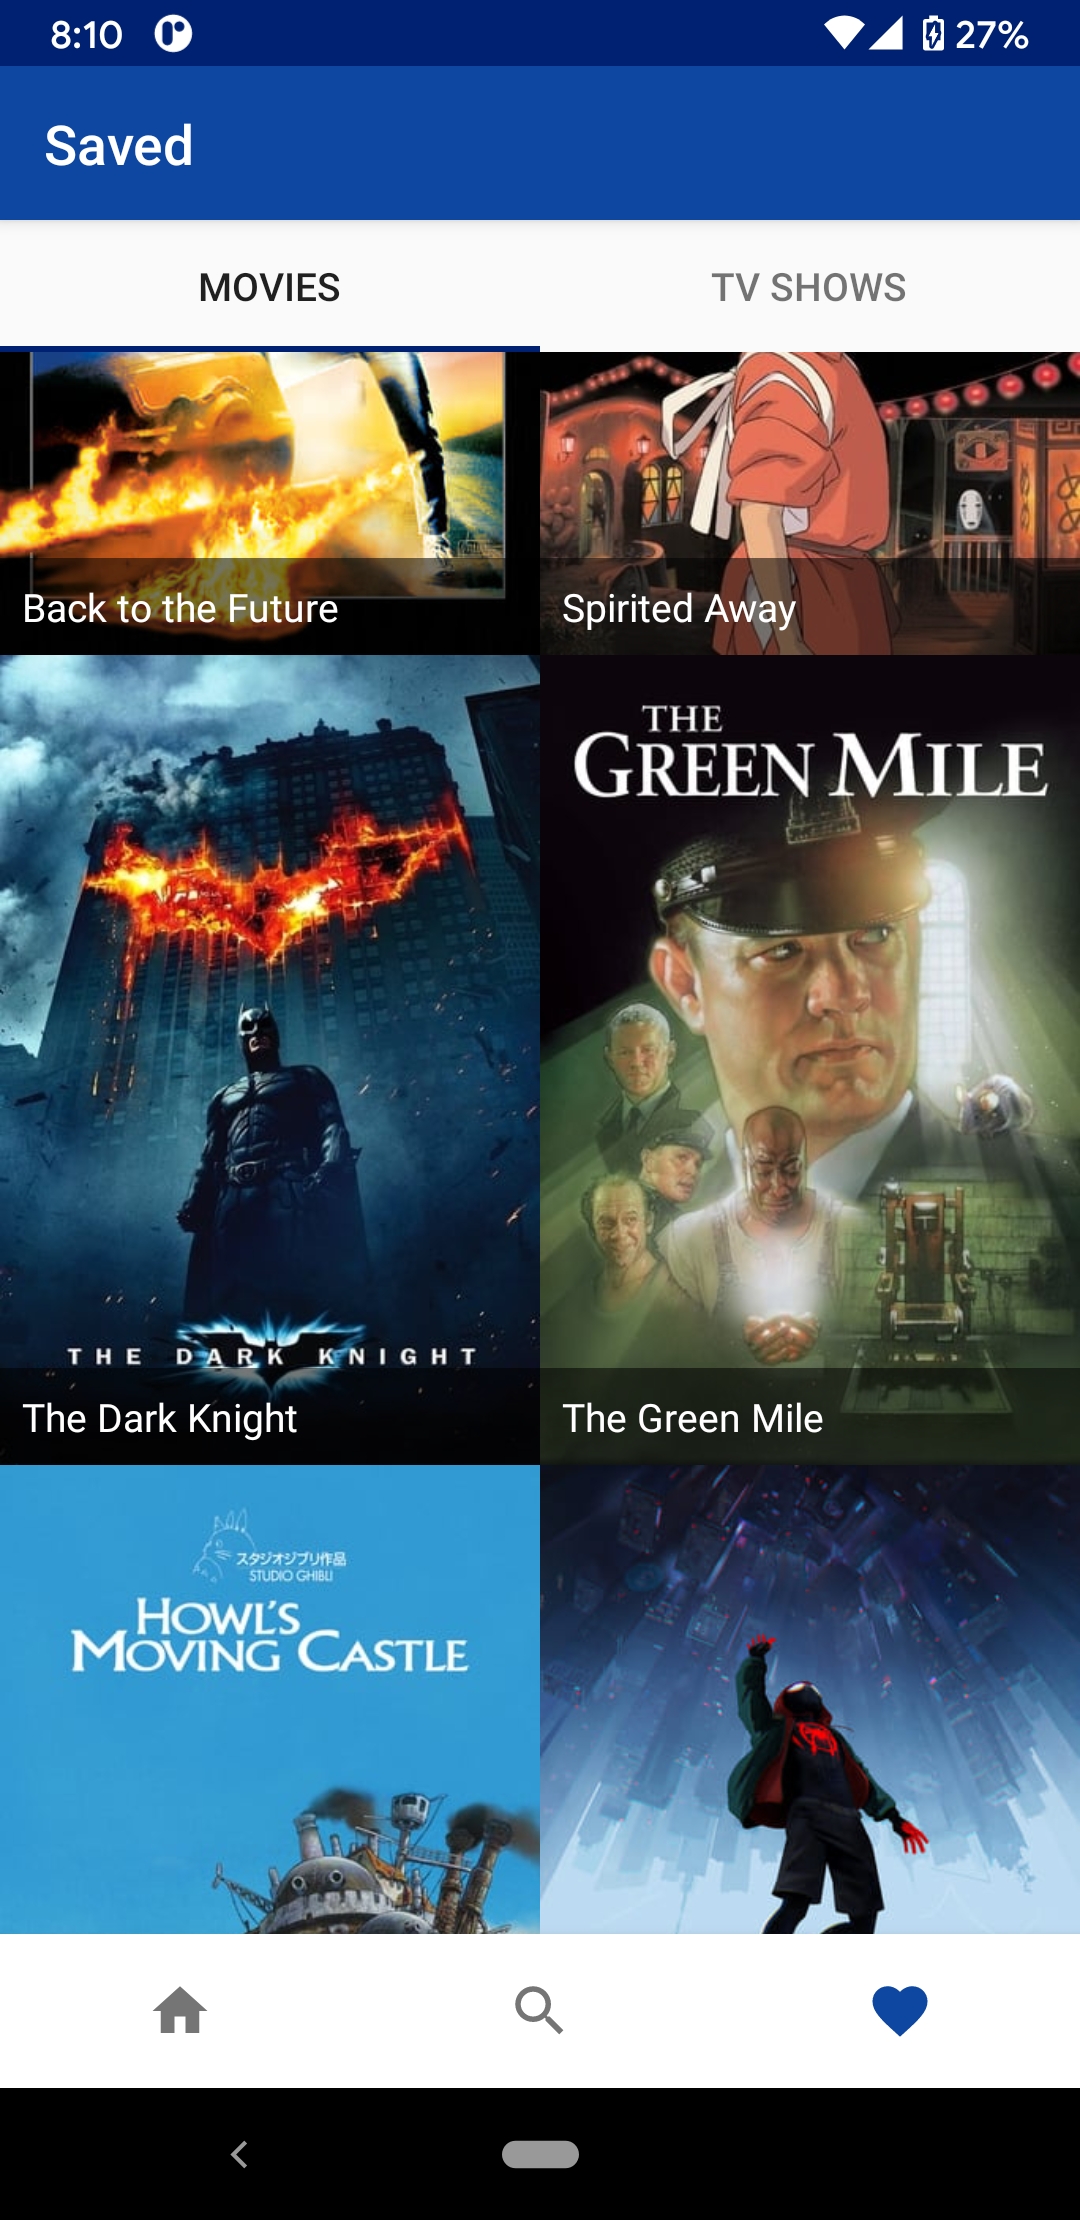 8:10
27%
Saved
MOVIES
TV SHOWS
Back to the Future
Spirited Away
THE DARK KNIGHT
The Dark Knight
THE
GREEN MILE
The Green Mile
スタジオジブリ作品
STUDIO GHIBLI
HOWL'S
MOVING CASTLE